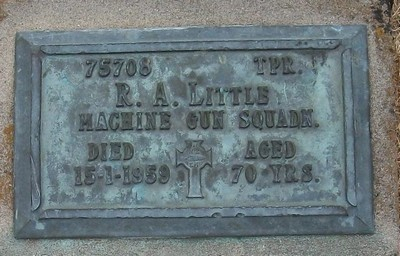 75708 TPR.
R. A. LITTLE
MACHINE GUN SQUADN.
DIED AGED
15-1-1959 70 YRS.